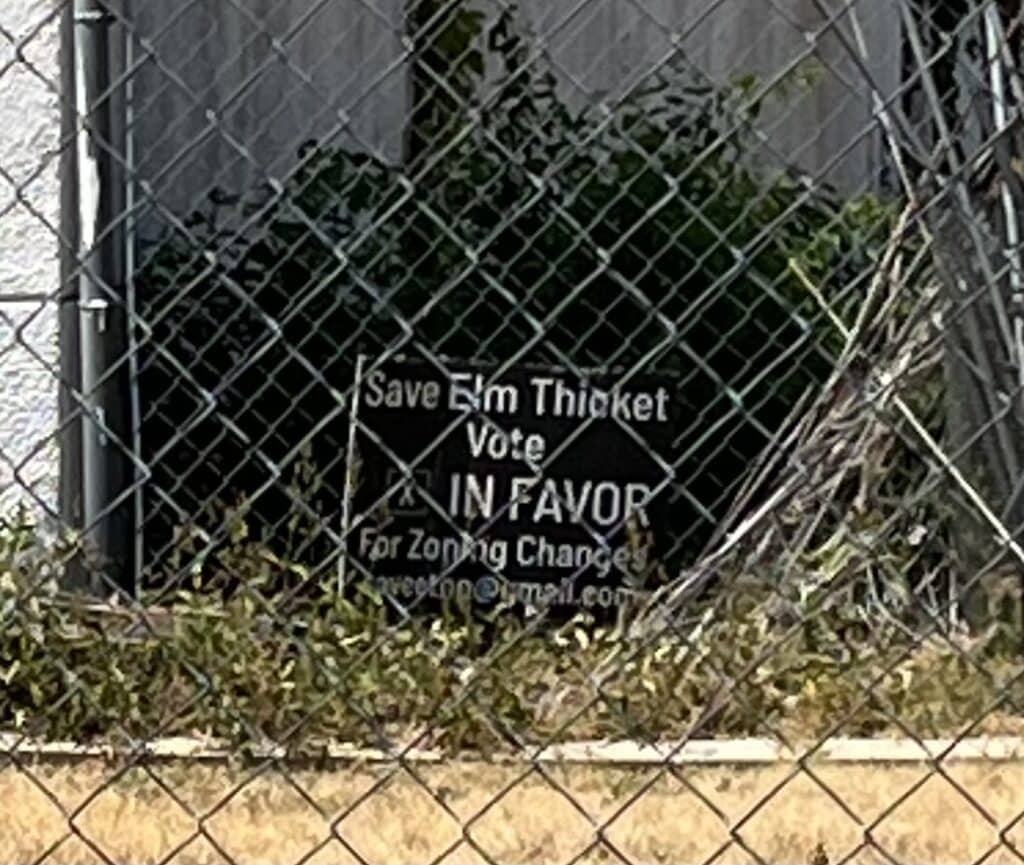 Save Elm Thicket
Vote
IN FAVOR
For Zoning Changes